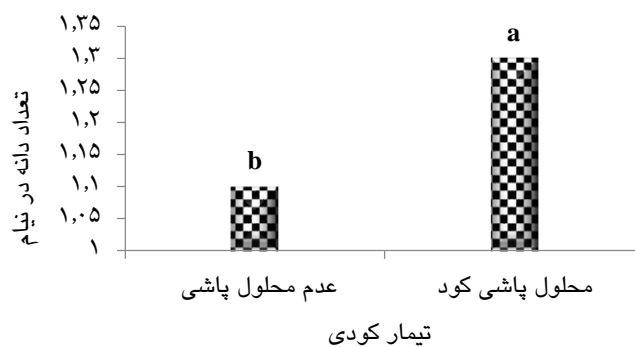 تعداد دانه در نیام
۱,۳۵
۱,۳
۱,۲۵
۱,۲
۱,۱۵
۱,۱
۱,۰۵
۱
b
a
عدم محلول پاشی
محلول پاشی کود
تیمار کودی